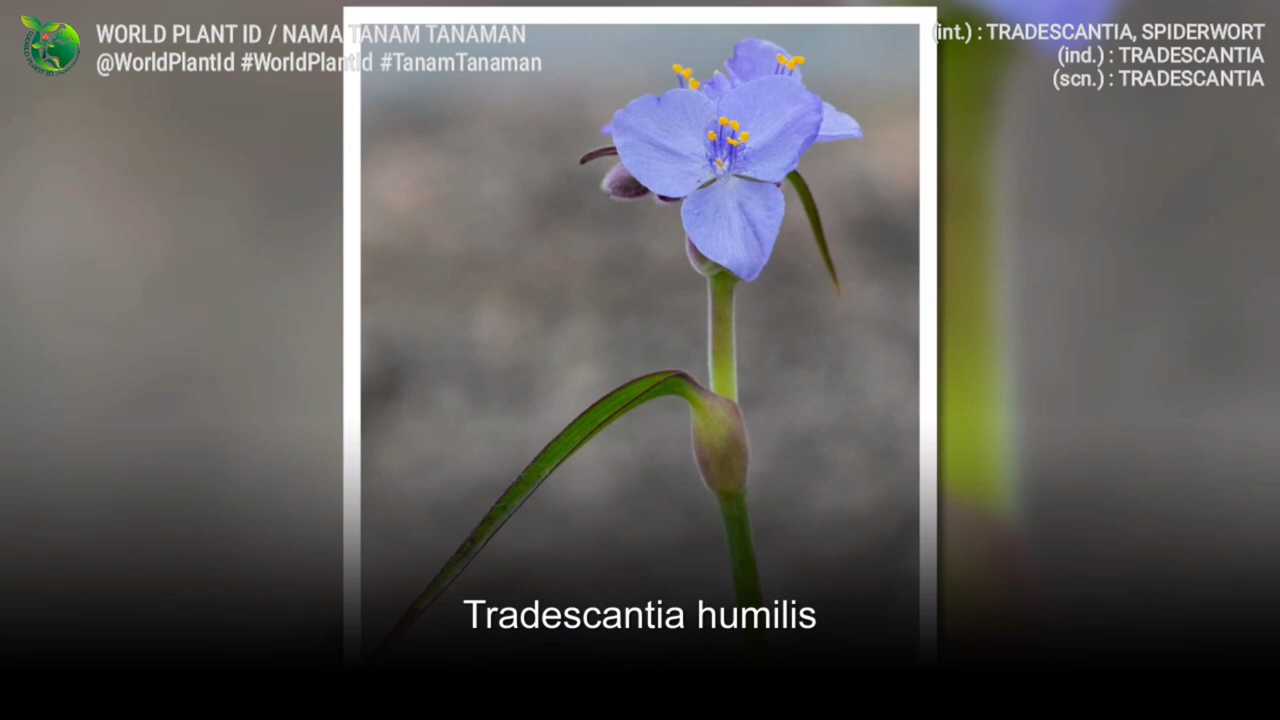 WORLD PLANT ID / NAMA TANAM TANAMAN
@WorldPlantId #WorldPlantId #TanamTanaman
(int.) : TRADESCANTIA, SPIDERWORT
(ind.) : TRADESCANTIA
(scn.) : TRADESCANTIA
Tradescantia humilis